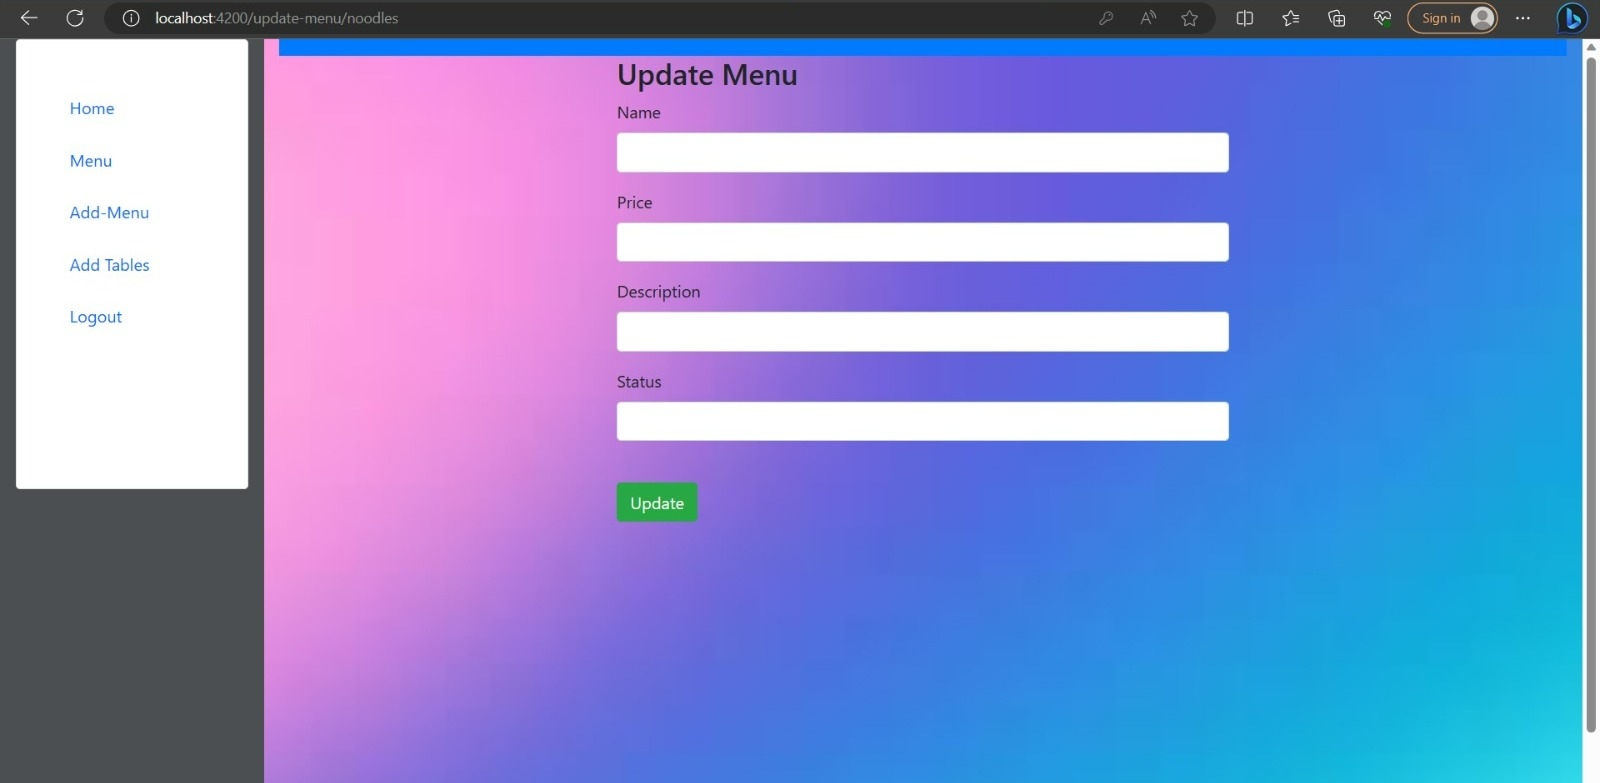 localhost:4200/update-menu/noodles
Sign in
Home
Menu
Add-Menu
Add Tables
Logout
Update Menu
Name
Price
Description
Status
Update